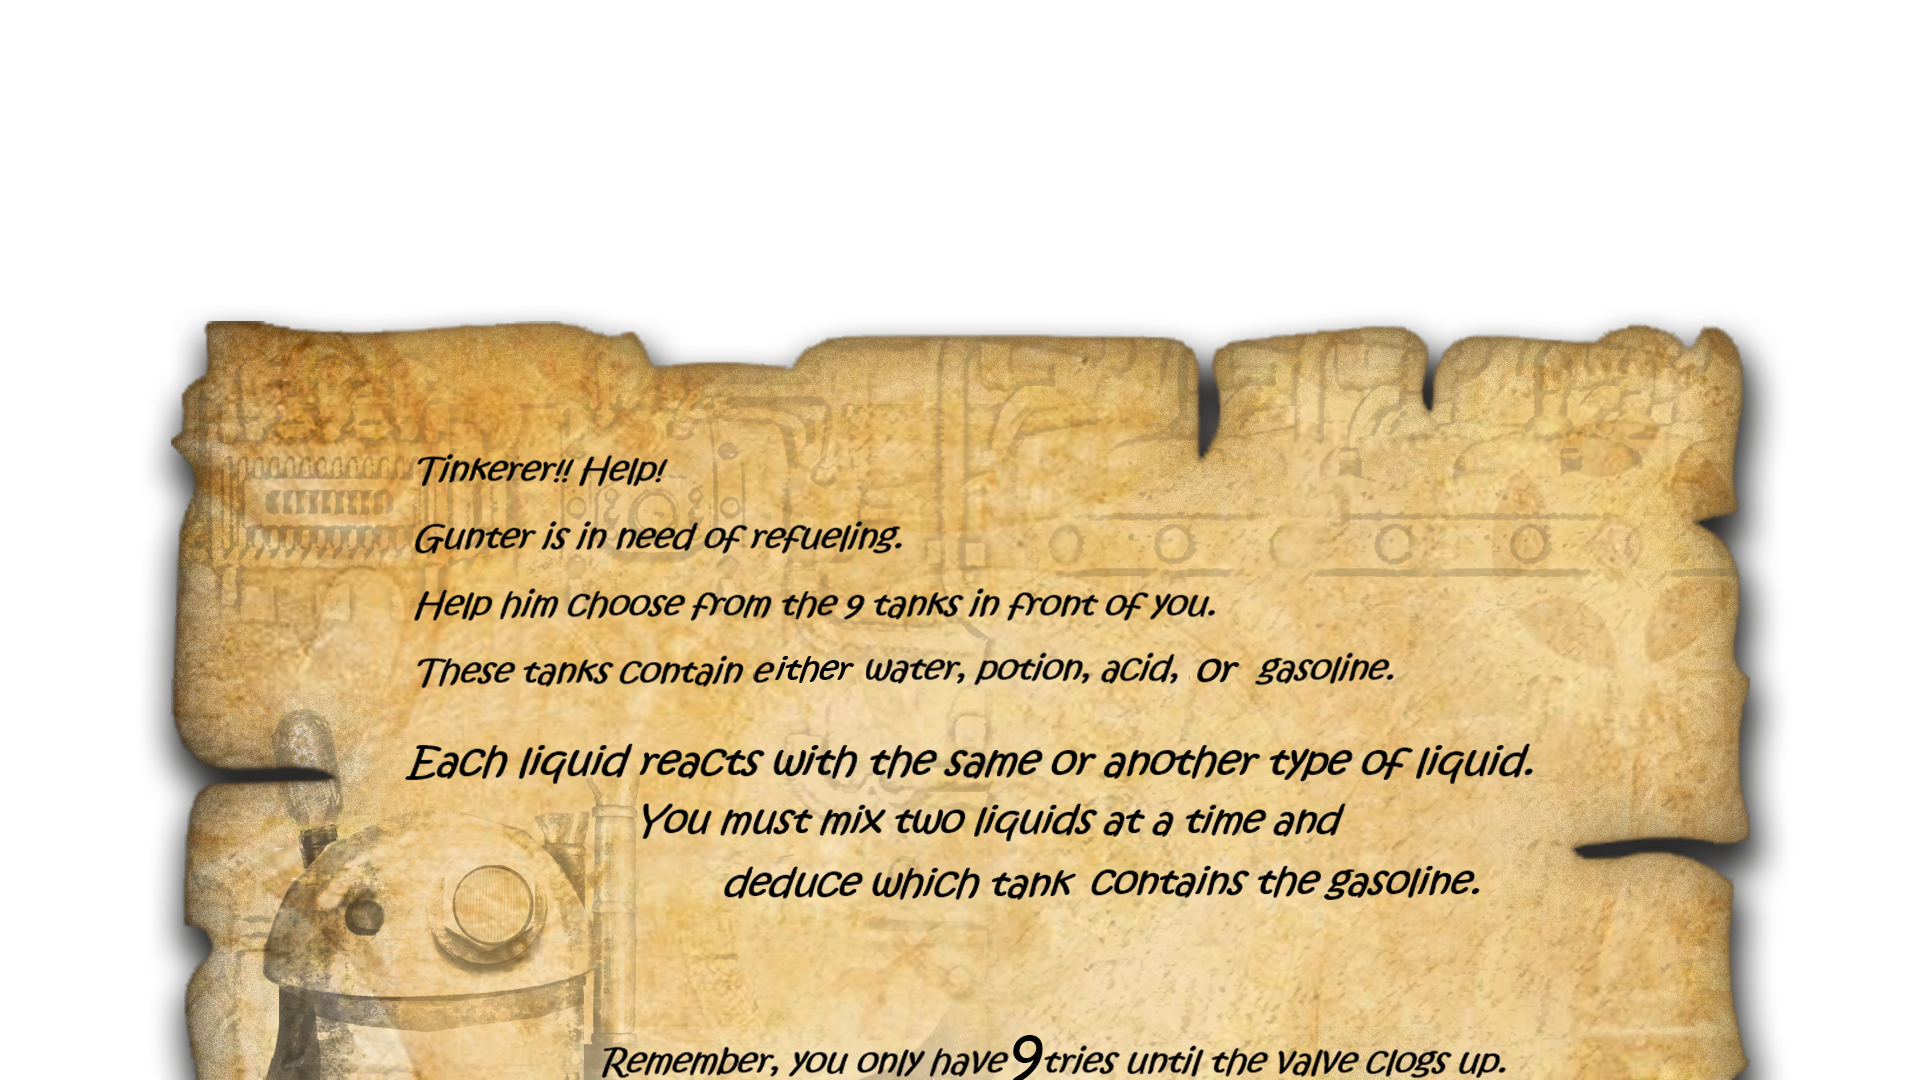 Tinkerer!! Help!
Gunter is in need of refueling.
Help him choose from the 9 tanks in front of you.
These tanks contain either water, potion, acid, or gasoline.
Each liquid reacts with the same or another type of liquid.
You must mix two liquids at a time and
deduce which tank contains the gasoline.
Remember, you only have 9 tries until the valve clogs up.